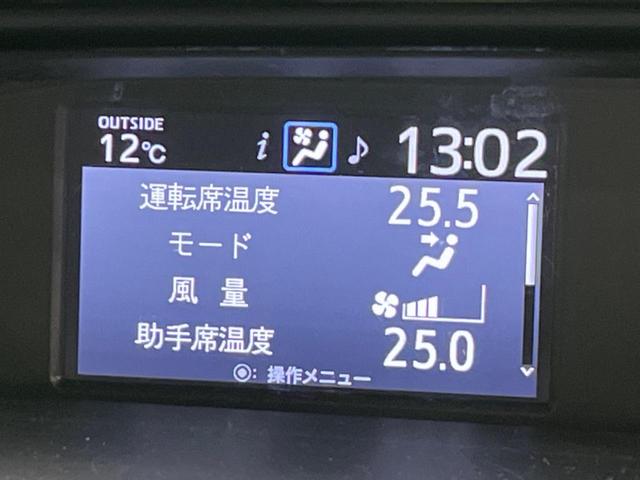 OUTSIDE
12℃ i ♪ 13:02
運転席温度 25.5
モード
風 量
助手席温度 25.0
◉: 操作メニュー